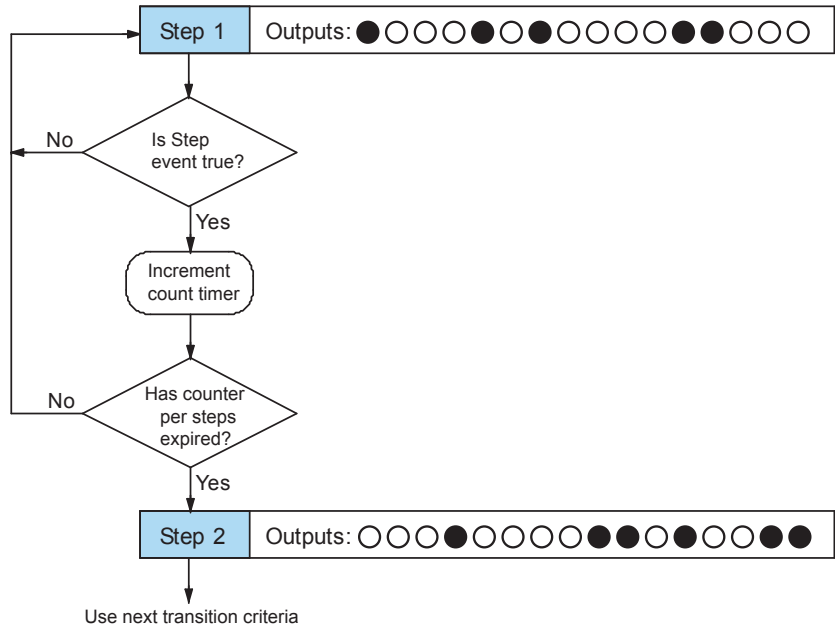 Step 1
Outputs:
Is Step
event true?
No
Yes
Increment
count timer
Has counter
per steps
expired?
No
Yes
Step 2
Outputs:
Use next transition criteria